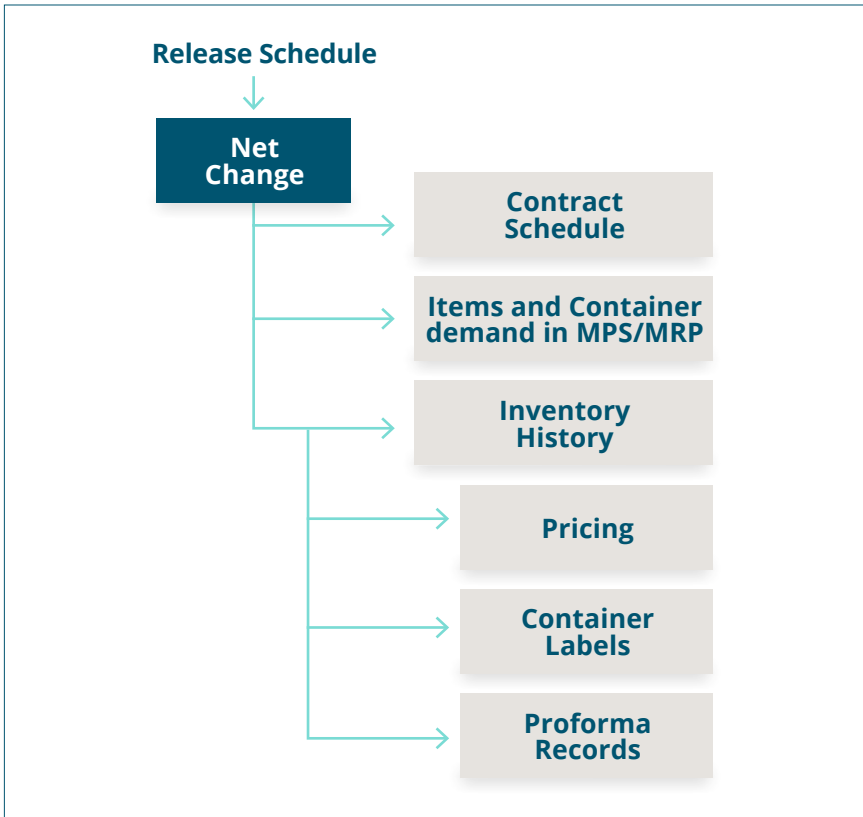 Release Schedule
Net
Change
Contract
Schedule
Items and Container
demand in MPS/MRP
Inventory
History
Pricing
Container
Labels
Proforma
Records